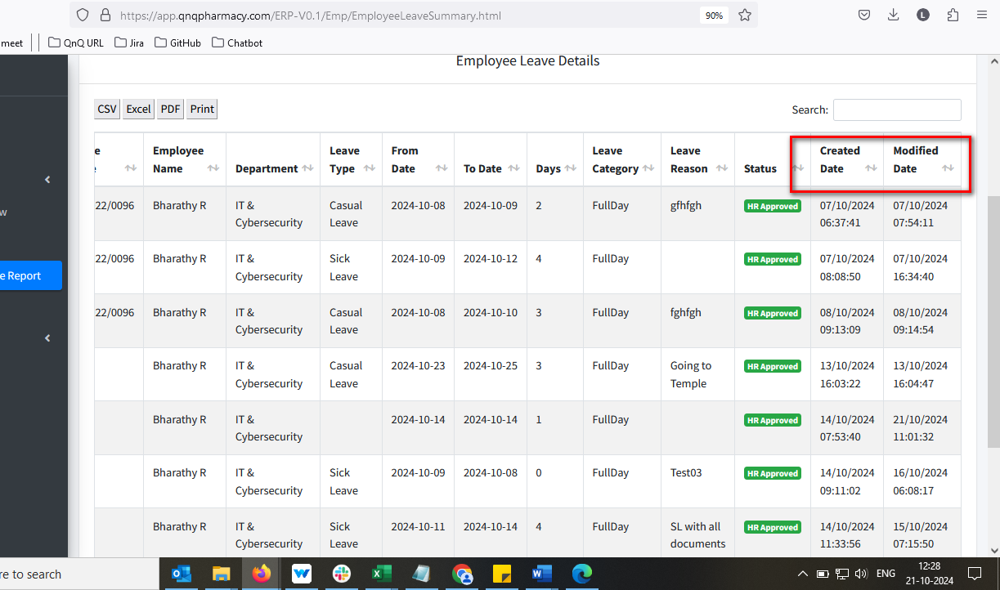 https://app.qnqpharmacy.com/ERP-V0.1/Emp/EmployeeLeaveSummary.html 90% L
meet QnQ URL Jira GitHub Chatbot
Employee Leave Details
CSV Excel PDF Print Search:
e Employee Leave From Leave Leave Created Modified
Name Department Type Date To Date Days Category Reason Status Date Date
22/0096 Bharathy R IT & Casual 2024-10-08 2024-10-09 2 FullDay gfhfgh HR Approved 07/10/2024 07/10/2024
w Cybersecurity Leave 06:37:41 07:54:11
22/0096 Bharathy R IT & Sick 2024-10-09 2024-10-12 4 FullDay HR Approved 07/10/2024 07/10/2024
e Report Cybersecurity Leave 08:08:50 16:34:40
22/0096 Bharathy R IT & Casual 2024-10-08 2024-10-10 3 FullDay fghfgh HR Approved 08/10/2024 08/10/2024
Cybersecurity Leave 09:13:09 09:14:54
Bharathy R IT & Casual 2024-10-23 2024-10-25 3 FullDay Going to HR Approved 13/10/2024 13/10/2024
Cybersecurity Leave Temple 16:03:22 16:04:47
Bharathy R IT & 2024-10-14 2024-10-14 1 FullDay HR Approved 14/10/2024 21/10/2024
Cybersecurity 07:53:40 11:01:32
Bharathy R IT & Sick 2024-10-09 2024-10-08 0 FullDay Test03 HR Approved 14/10/2024 16/10/2024
Cybersecurity Leave 09:11:02 06:08:17
Bharathy R IT & Sick 2024-10-11 2024-10-14 4 FullDay SL with all HR Approved 14/10/2024 15/10/2024
Cybersecurity Leave documents 11:33:56 07:15:50
re to search ENG 12:28
21-10-2024